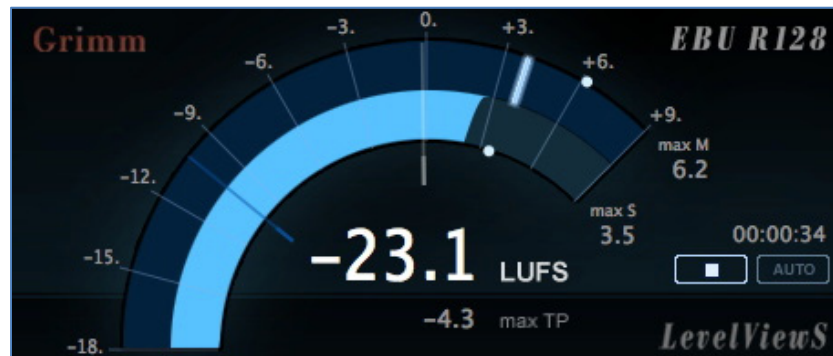 Grimm
EBU R128
-18.
-15.
-12.
-9.
-6.
-3.
0.
+3.
+6.
+9.
max M
6.2
max S
3.5
00:00:34
AUTO
-23.1 LUFS
-4.3 max TP
LevelViewS